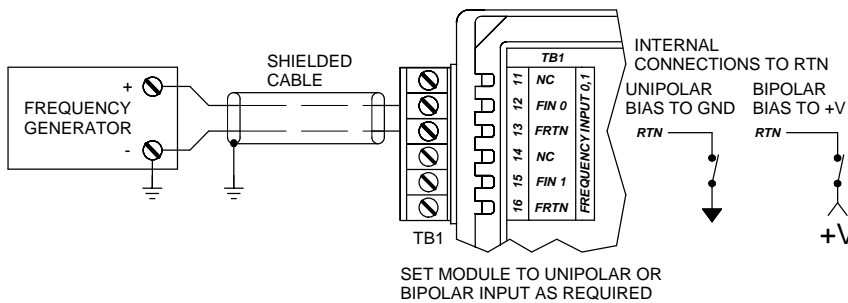 SHIELDED
CABLE
+
FREQUENCY
GENERATOR
-
TB1
TB1
11 NC
12 FIN 0
13 FRTN
14 NC
15 FIN 1
16 FRTN
FREQUENCY INPUT 0,1
INTERNAL
CONNECTIONS TO RTN
UNIPOLAR
BIAS TO GND
RTN
BIPOLAR
BIAS TO +V
RTN
+V
SET MODULE TO UNIPOLAR OR
BIPOLAR INPUT AS REQUIRED